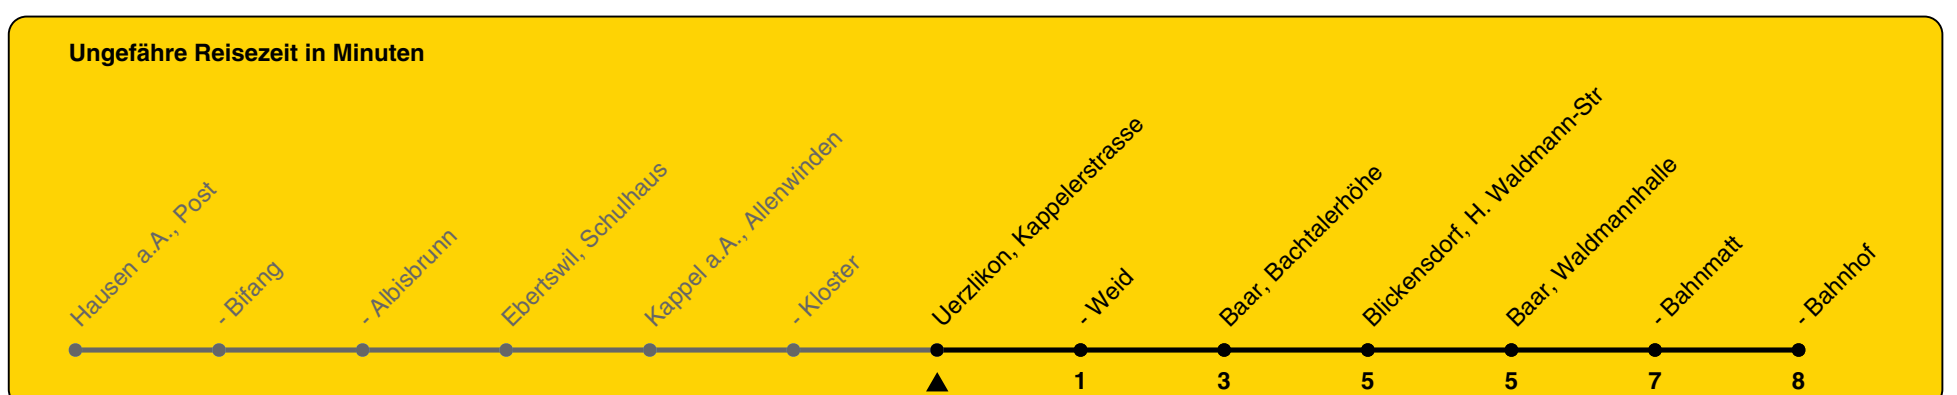 Ungefähre Reisezeit in Minuten
Hausen a.A., Post
- Bifang
- Albisbrunn
Ebertswil, Schulhaus
Kappel a.A., Allenwinden
- Kloster
Uerzlikon, Kappelerstrasse
- Weid
Baar, Bachtalerhöhe
Blickensdorf, H. Waldmann-Str
Baar, Waldmannhalle
- Bahnmatt
- Bahnhof
1 3 5 5 7 8